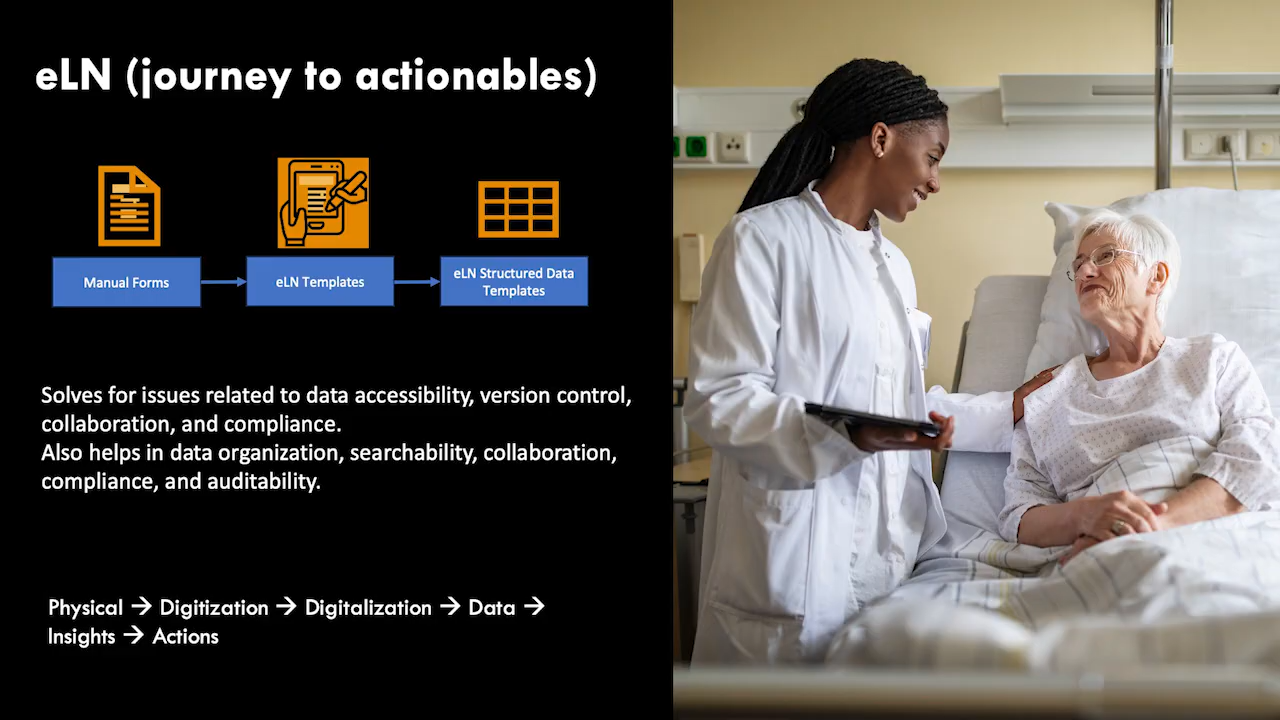 eLN (journey to actionables)
Manual Forms
eLN Templates
eLN Structured Data
Templates
Solves for issues related to data accessibility, version control,
collaboration, and compliance.
Also helps in data organization, searchability, collaboration,
compliance, and auditability.
Physical → Digitization → Digitalization → Data →
Insights → Actions